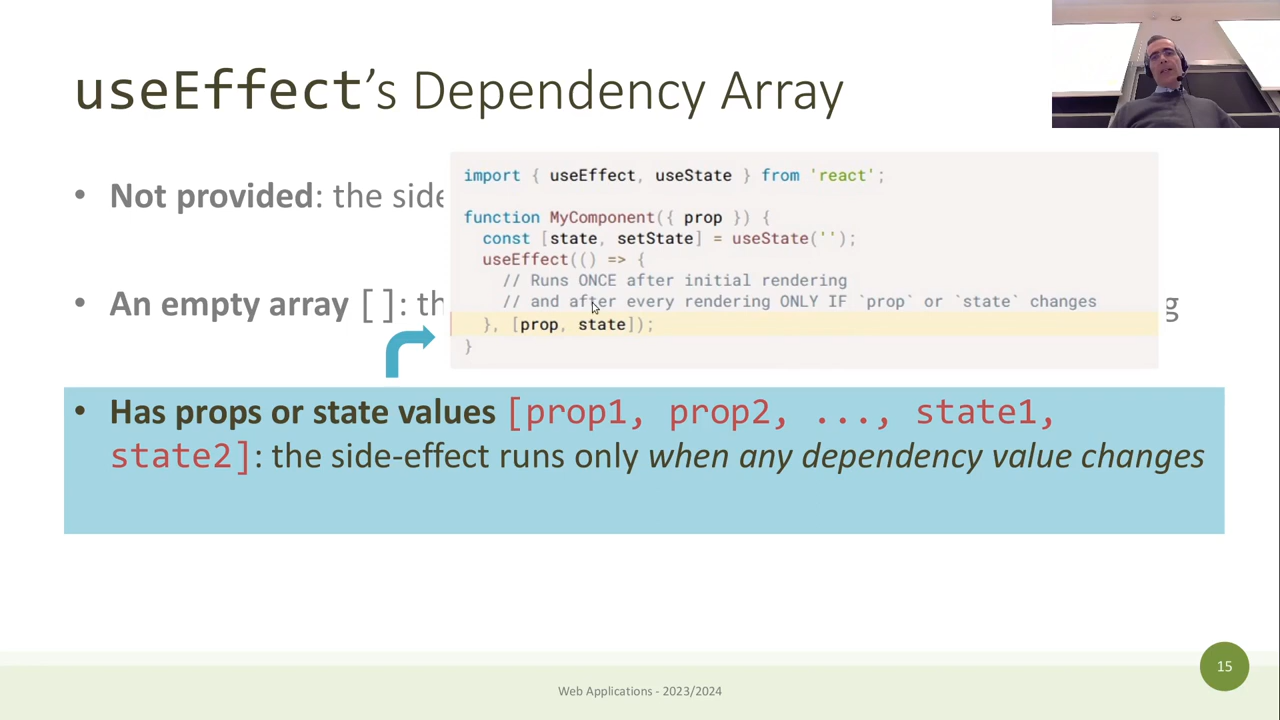 useEffect's Dependency Array
• Not provided: the side
import { useEffect, useState } from 'react';
function MyComponent({ prop }) {
const [state, setState] = useState('');
useEffect(() => {
// Runs ONCE after initial rendering
// and after every rendering ONLY IF `prop` or `state` changes
}, [prop, state]);
}
• An empty array []: th g
• Has props or state values [prop1, prop2, ..., state1,
state2]: the side-effect runs only when any dependency value changes
15
Web Applications - 2023/2024